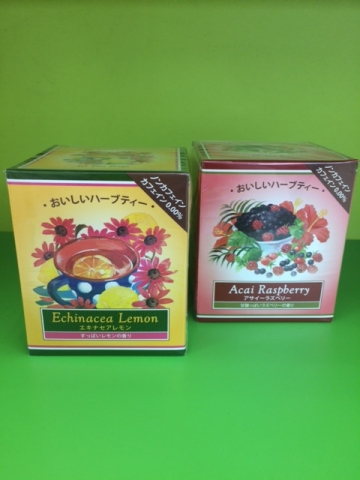 ノンカフェイン
カフェイン0.00%
・おいしいハーブティー・
Echinacea Lemon
エキナセアレモン
すっぱいレモンの香り
ノンカフェイン
カフェイン0.00%
・おいしいハーブティー・
Acai Raspberry
アサイーラズベリー